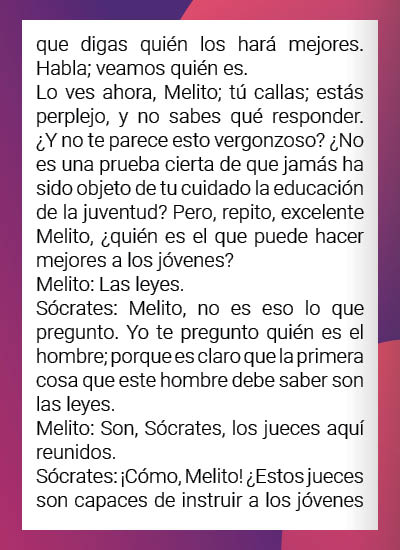 que digas quién los hará mejores.
Habla; veamos quién es.
Lo ves ahora, Melito; tú callas; estás
perplejo, y no sabes qué responder.
¿Y no te parece esto vergonzoso? ¿No
es una prueba cierta de que jamás ha
sido objeto de tu cuidado la educación
de la juventud? Pero, repito, excelente
Melito, ¿quién es el que puede hacer
mejores a los jóvenes?
Melito: Las leyes.
Sócrates: Melito, no es eso lo que
pregunto. Yo te pregunto quién es el
hombre; porque es claro que la primera
cosa que este hombre debe saber son
las leyes.
Melito: Son, Sócrates, los jueces aquí
reunidos.
Sócrates: ¡Cómo, Melito! ¿Estos jueces
son capaces de instruir a los jóvenes